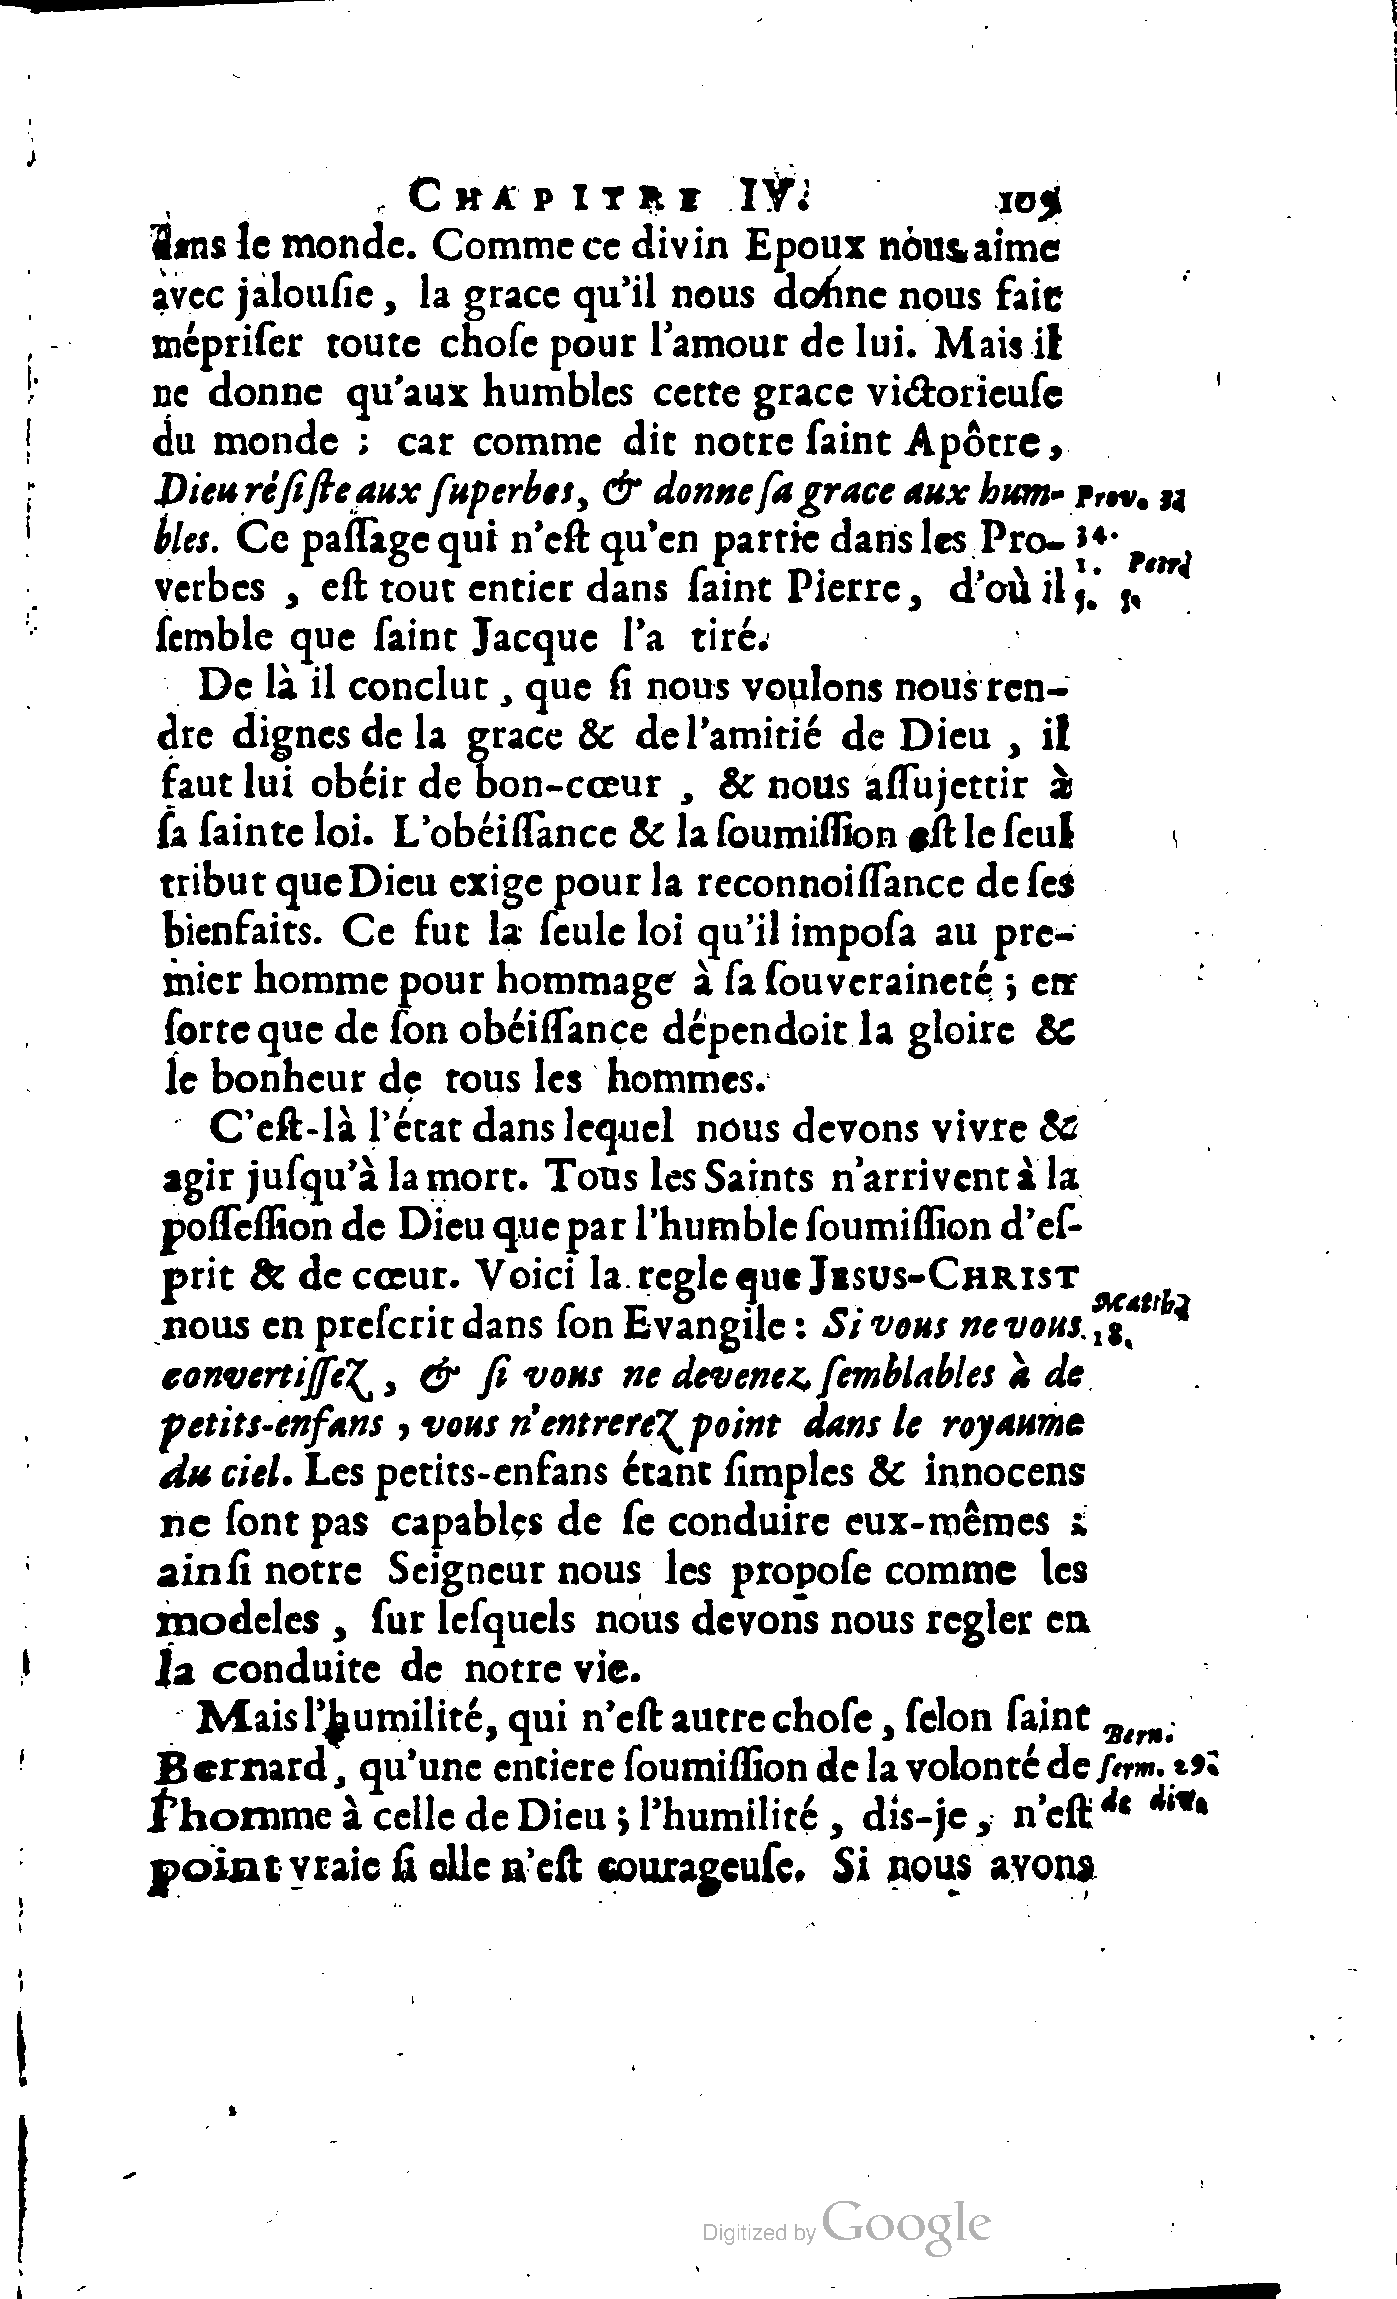 CHAPITRE IV. 105
dans le monde. Comme ce divin Epoux nous aime
avec jalouſie, la grace qu'il nous donne nous fait
mépriſer toute choſe pour l'amour de lui. Mais il
ne donne qu'aux humbles cette grace victorieuſe
du monde ; car comme dit notre ſaint Apôtre,
Dieu réſiſte aux ſuperbes, & donne ſa grace aux hum-
Prov. 3.
bles. Ce paſſage qui n'eſt qu'en partie dans les Pro-
34.
verbes, eſt tout entier dans ſaint Pierre, d'où il
1. Petr.
5. 5.
ſemble que ſaint Jacque l'a tiré.
De là il conclut, que ſi nous voulons nous ren-
dre dignes de la grace & de l'amitié de Dieu, il
faut lui obéir de bon-cœur, & nous aſſujettir à
ſa ſainte loi. L'obéiſſance & la ſoumiſſion eſt le ſeul
tribut que Dieu exige pour la reconnoiſſance de ſes
bienfaits. Ce fut la ſeule loi qu'il impoſa au pre-
mier homme pour hommage à ſa ſouveraineté ; en
ſorte que de ſon obéiſſance dépendoit la gloire &
le bonheur de tous les hommes.
C'eſt-là l'état dans lequel nous devons vivre &
agir juſqu'à la mort. Tous les Saints n'arrivent à la
poſſeſſion de Dieu que par l'humble ſoumiſſion d'eſ-
prit & de cœur. Voici la regle que JESUS-CHRIST
nous en preſcrit dans ſon Evangile : Si vous ne vous
Matth.
18.
convertiſſez, & ſi vous ne devenez ſemblables à de
petits-enfans, vous n'entrerez point dans le royaume
du ciel. Les petits-enfans étant ſimples & innocens
ne ſont pas capables de ſe conduire eux-mêmes ;
ainſi notre Seigneur nous les propoſe comme les
modeles, ſur leſquels nous devons nous regler en
la conduite de notre vie.
Mais l'humilité, qui n'eſt autre choſe, ſelon ſaint
Bern.
Bernard, qu'une entiere ſoumiſſion de la volonté de
ſerm. 29.
l'homme à celle de Dieu ; l'humilité, dis-je, n'eſt
de div.
point vraie ſi elle n'eſt courageuſe. Si nous avons
Digitized by Google